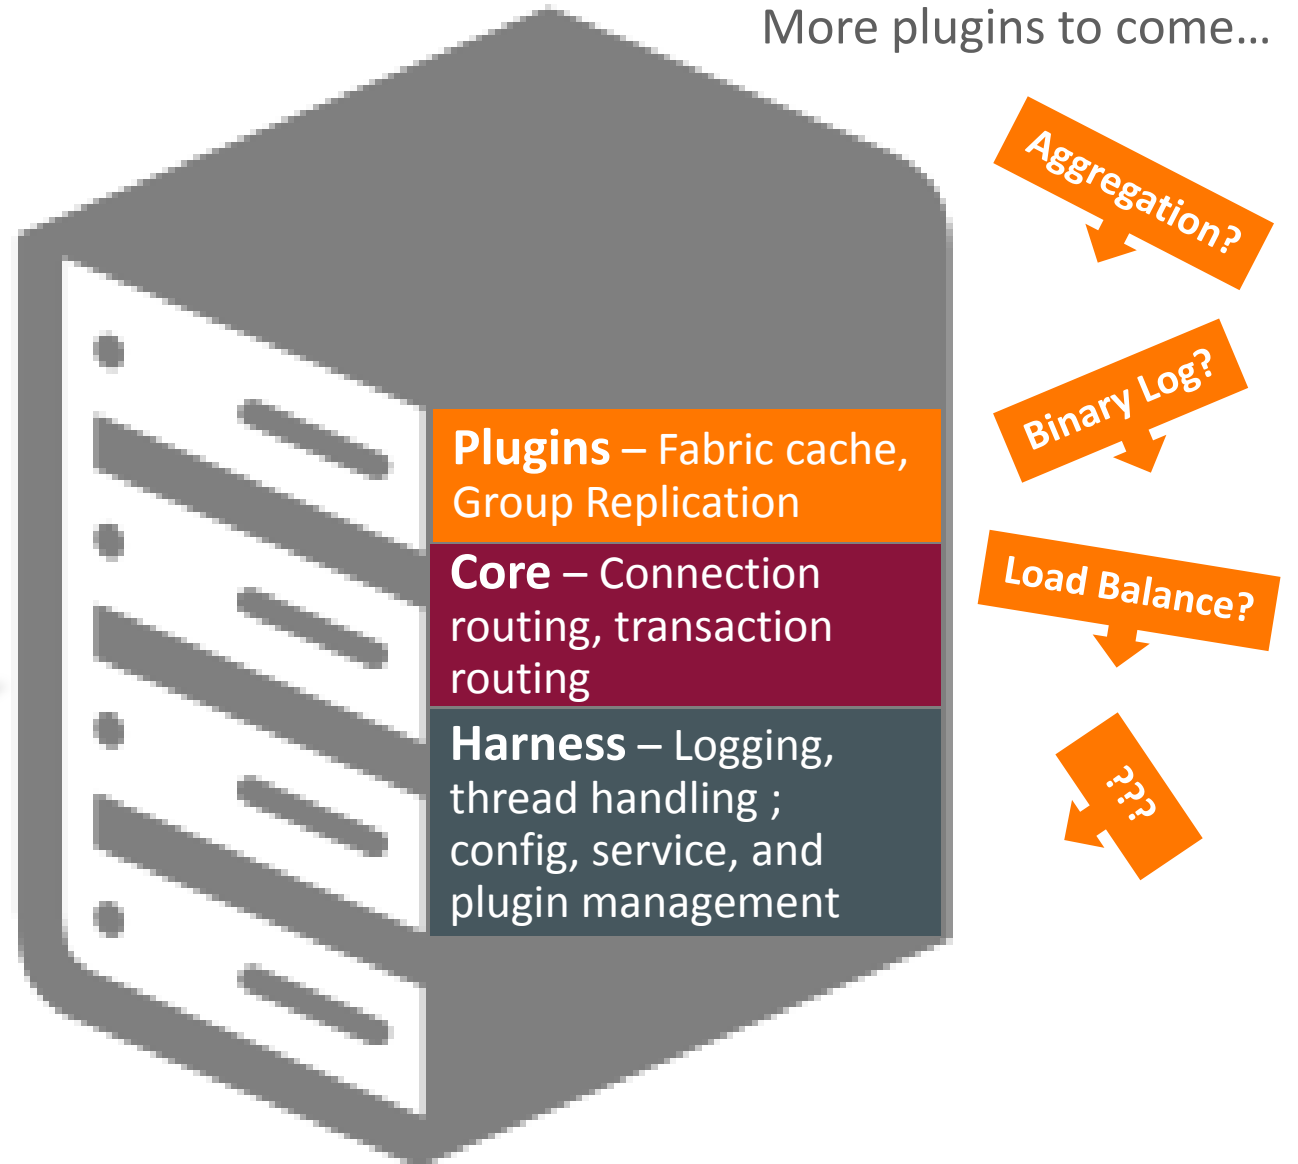 More plugins to come…
Aggregation?
Binary Log?
Load Balance?
???
Plugins – Fabric cache,
Group Replication
Core – Connection
routing, transaction
routing
Harness – Logging,
thread handling ;
config, service, and
plugin management